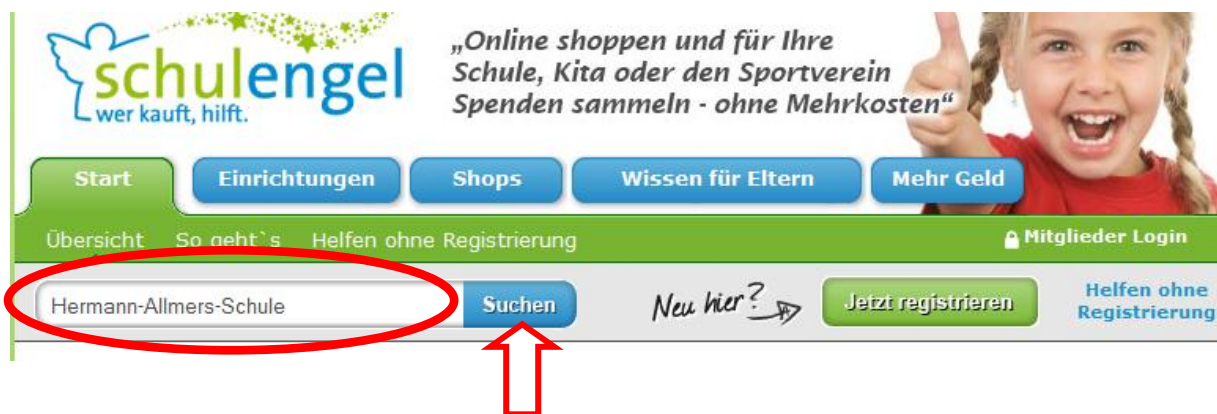 schulengel
wer kauft, hilft.
„Online shoppen und für Ihre
Schule, Kita oder den Sportverein
Spenden sammeln - ohne Mehrkosten“
Start
Einrichtungen
Shops
Wissen für Eltern
Mehr Geld
Übersicht
So geht`s
Helfen ohne Registrierung
Mitglieder Login
Hermann-Allmers-Schule
Suchen
Neu hier?
Jetzt registrieren
Helfen ohne
Registrierung